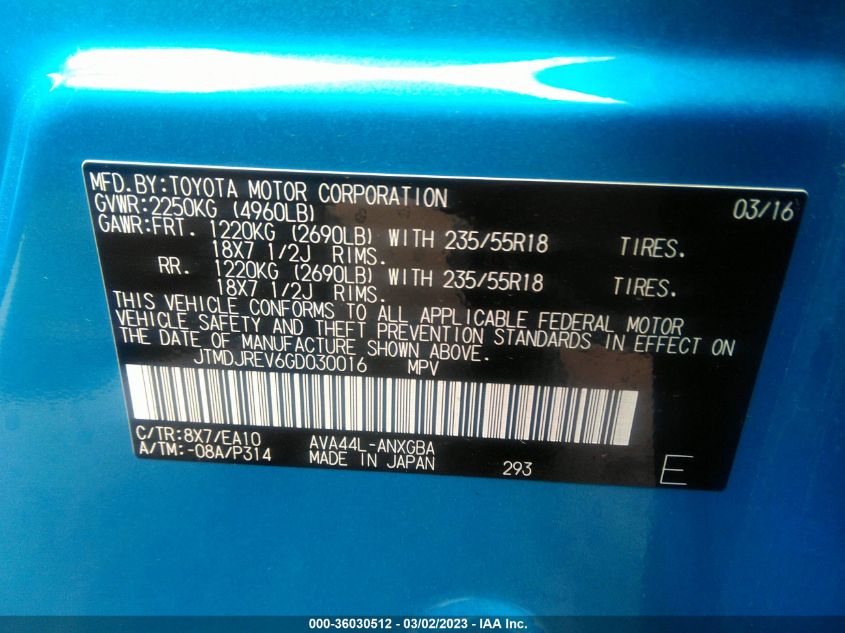 MFD.BY:TOYOTA MOTOR CORPORATION 03/16
GVWR:2250KG (4960LB)
GAWR:FRT. 1220KG (2690LB) WITH 235/55R18 TIRES.
18X7 1/2J RIMS.
RR. 1220KG (2690LB) WITH 235/55R18 TIRES.
18X7 1/2J RIMS.
THIS VEHICLE CONFORMS TO ALL APPLICABLE FEDERAL MOTOR
VEHICLE SAFETY AND THEFT PREVENTION STANDARDS IN EFFECT ON
THE DATE OF MANUFACTURE SHOWN ABOVE.
JTMDJREV6GD030016 MPV
C/TR:8X7/EA10 AVA44L-ANXGBA
A/TM:-08A/P314 MADE IN JAPAN 293 E
000-36030512 - 03/02/2023 - IAA Inc.